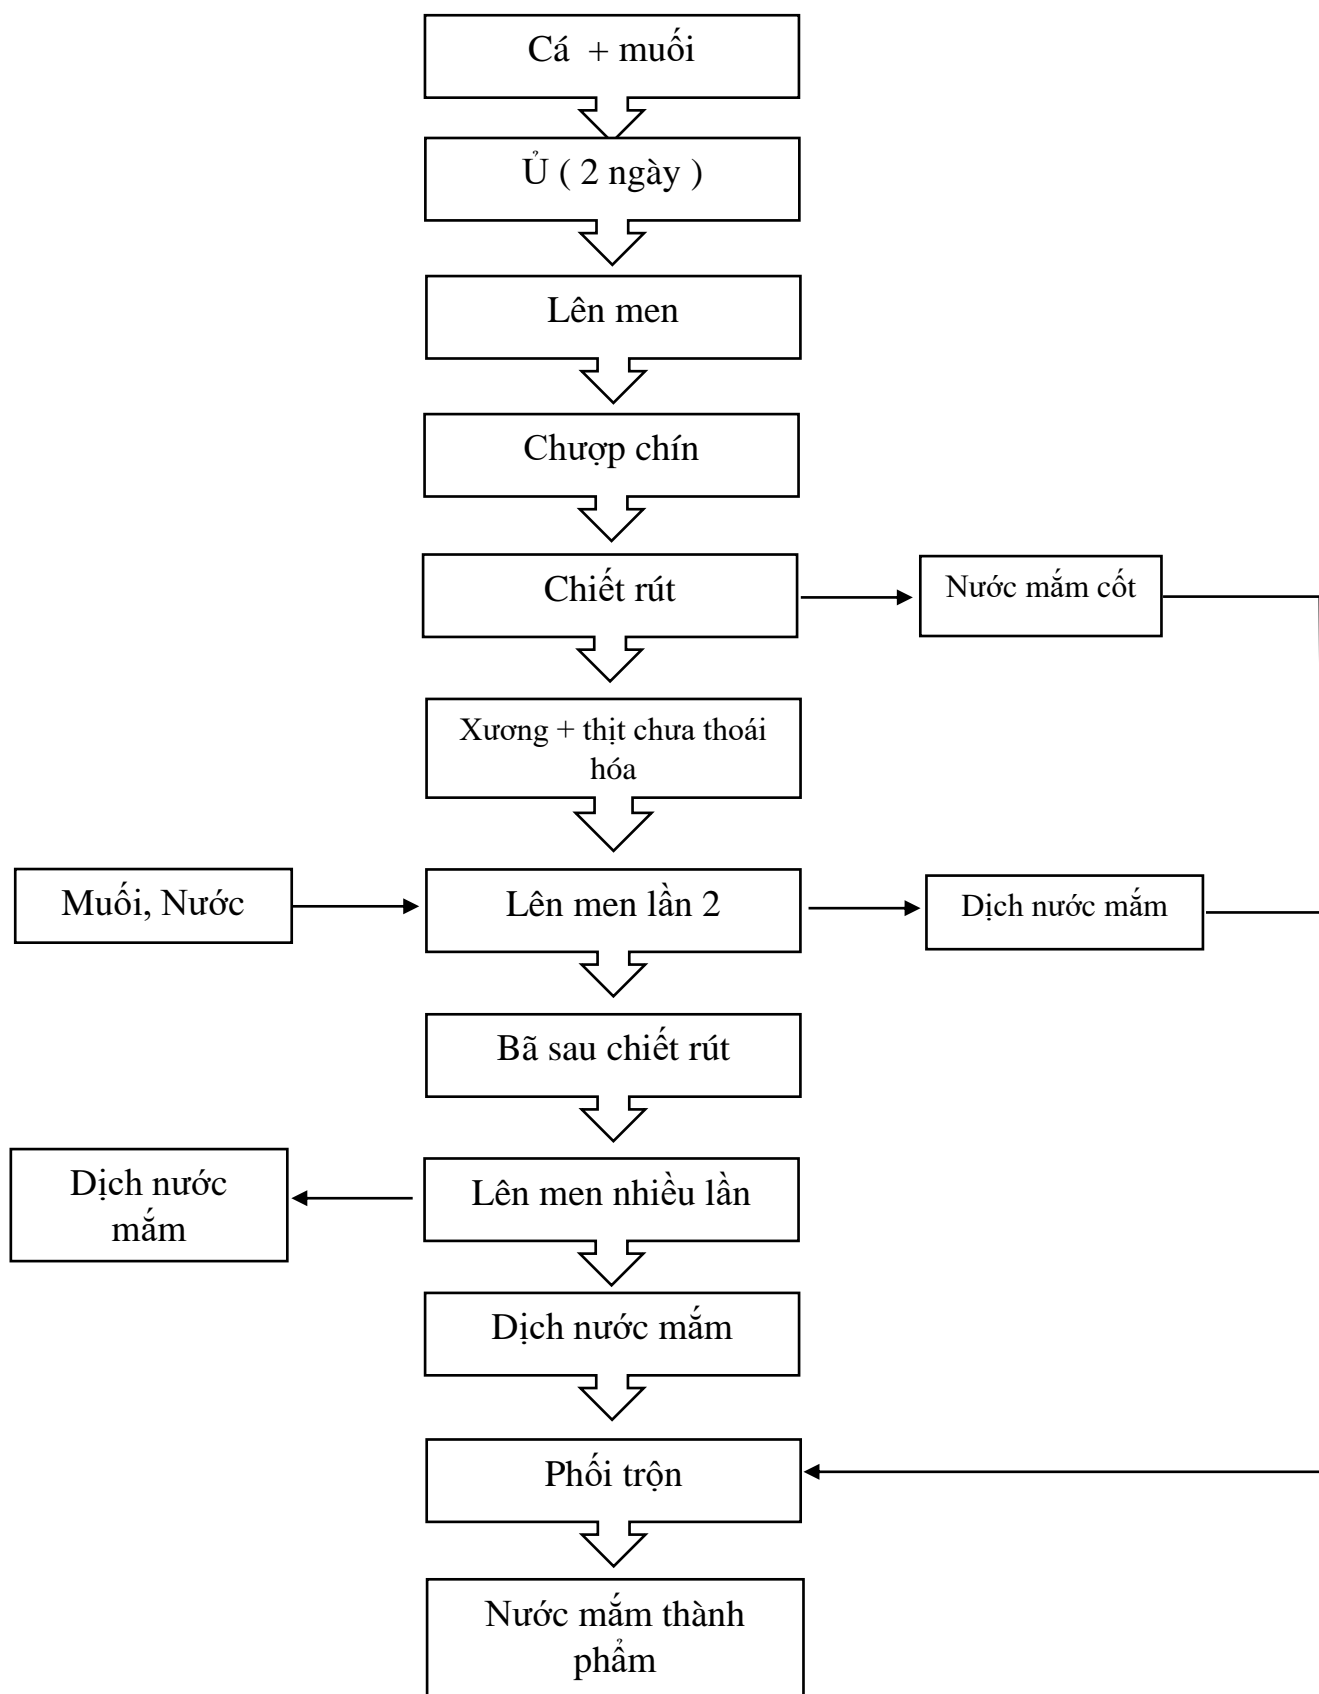 Cá + muối
Ủ ( 2 ngày )
Lên men
Chượp chín
Chiết rút
Nước mắm cốt
Xương + thịt chưa thoái
hóa
Muối, Nước
Lên men lần 2
Dịch nước mắm
Bã sau chiết rút
Dịch nước
mắm
Lên men nhiều lần
Dịch nước mắm
Phối trộn
Nước mắm thành
phẩm